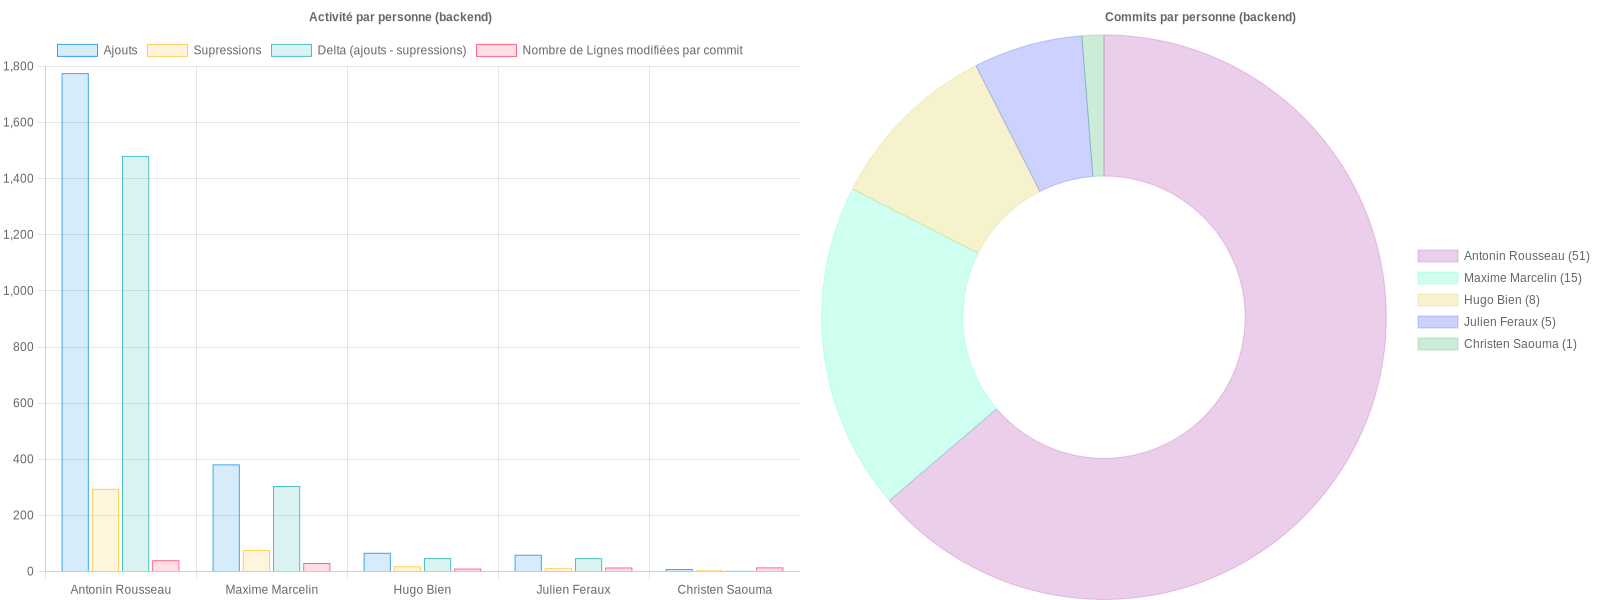 Activité par personne (backend)
Ajouts
Supressions
Delta (ajouts - supressions)
Nombre de Lignes modifiées par commit
1,800
1,600
1,400
1,200
1,000
800
600
400
200
0
Antonin Rousseau
Maxime Marcelin
Hugo Bien
Julien Feraux
Christen Saouma
Commits par personne (backend)
Antonin Rousseau (51)
Maxime Marcelin (15)
Hugo Bien (8)
Julien Feraux (5)
Christen Saouma (1)